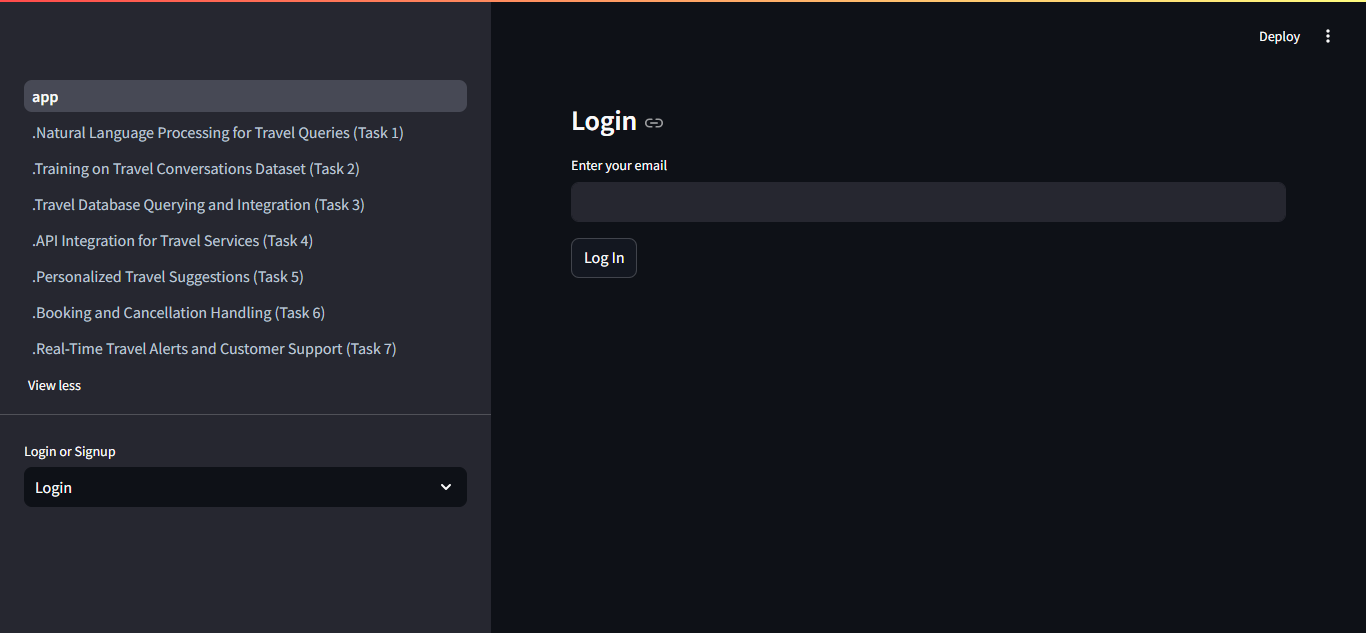 Deploy
app
.Natural Language Processing for Travel Queries (Task 1)
.Training on Travel Conversations Dataset (Task 2)
.Travel Database Querying and Integration (Task 3)
.API Integration for Travel Services (Task 4)
.Personalized Travel Suggestions (Task 5)
.Booking and Cancellation Handling (Task 6)
.Real-Time Travel Alerts and Customer Support (Task 7)
View less
Login or Signup
Login
Login
Enter your email
Log In